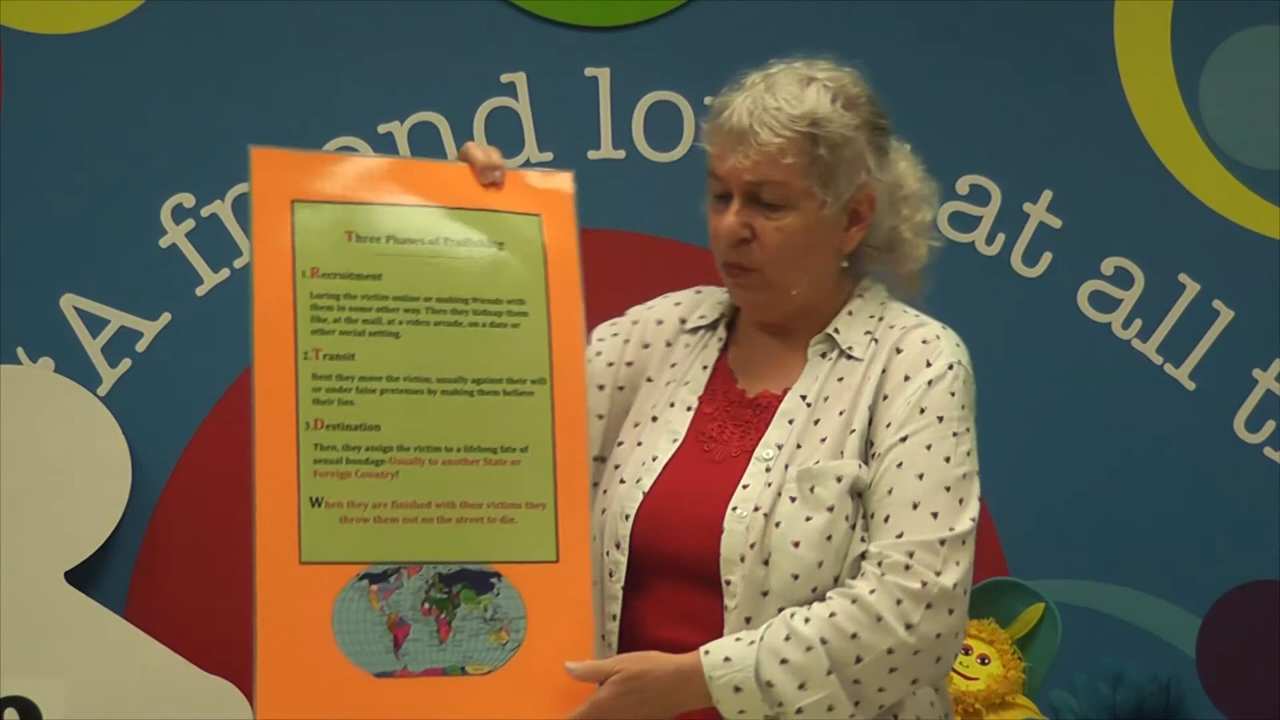 A fr end lo at all t
Three Phases of Trafficking
1.Recruitment
Luring the victim online or making friends with
them in some other way. Then they kidnap them
like, at the mall, at a video arcade, on a date or
other social setting.
2.Transit
Next they move the victim, usually against their will
or under false pretenses by making them believe
their lies.
3.Destination
Then, they assign the victim to a lifelong fate of
sexual bondage-Usually to another State or
Foreign Country!
When they are finished with their victims they
throw them out on the street to die.